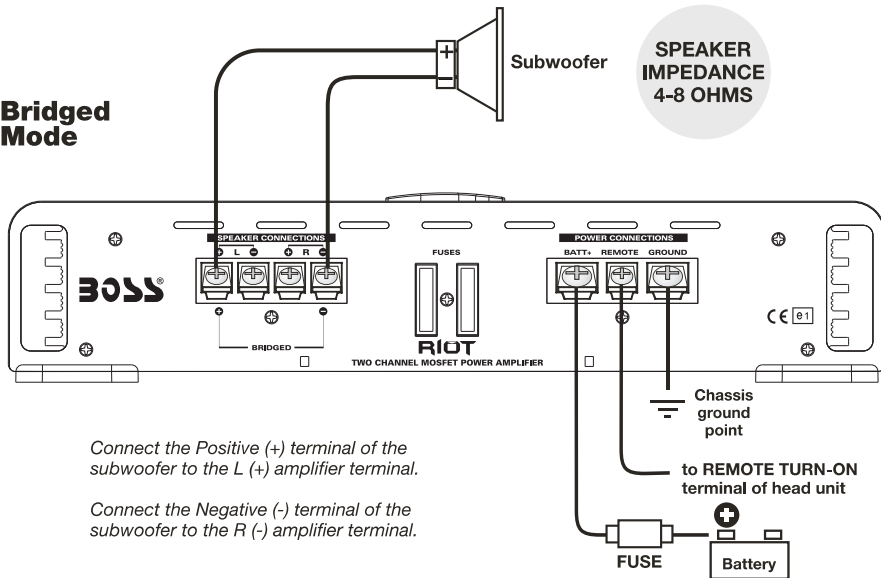 Bridged
Mode
+
−
Subwoofer
SPEAKER
IMPEDANCE
4-8 OHMS
SPEAKER CONNECTIONS
+ L − + R −
FUSES
POWER CONNECTIONS
BATT+ REMOTE GROUND
BOSS®
+ −
BRIDGED
RIOT
TWO CHANNEL MOSFET POWER AMPLIFIER
CE e1
Chassis
ground
point
Connect the Positive (+) terminal of the
subwoofer to the L (+) amplifier terminal.
Connect the Negative (-) terminal of the
subwoofer to the R (-) amplifier terminal.
to REMOTE TURN-ON
terminal of head unit
+
FUSE
Battery